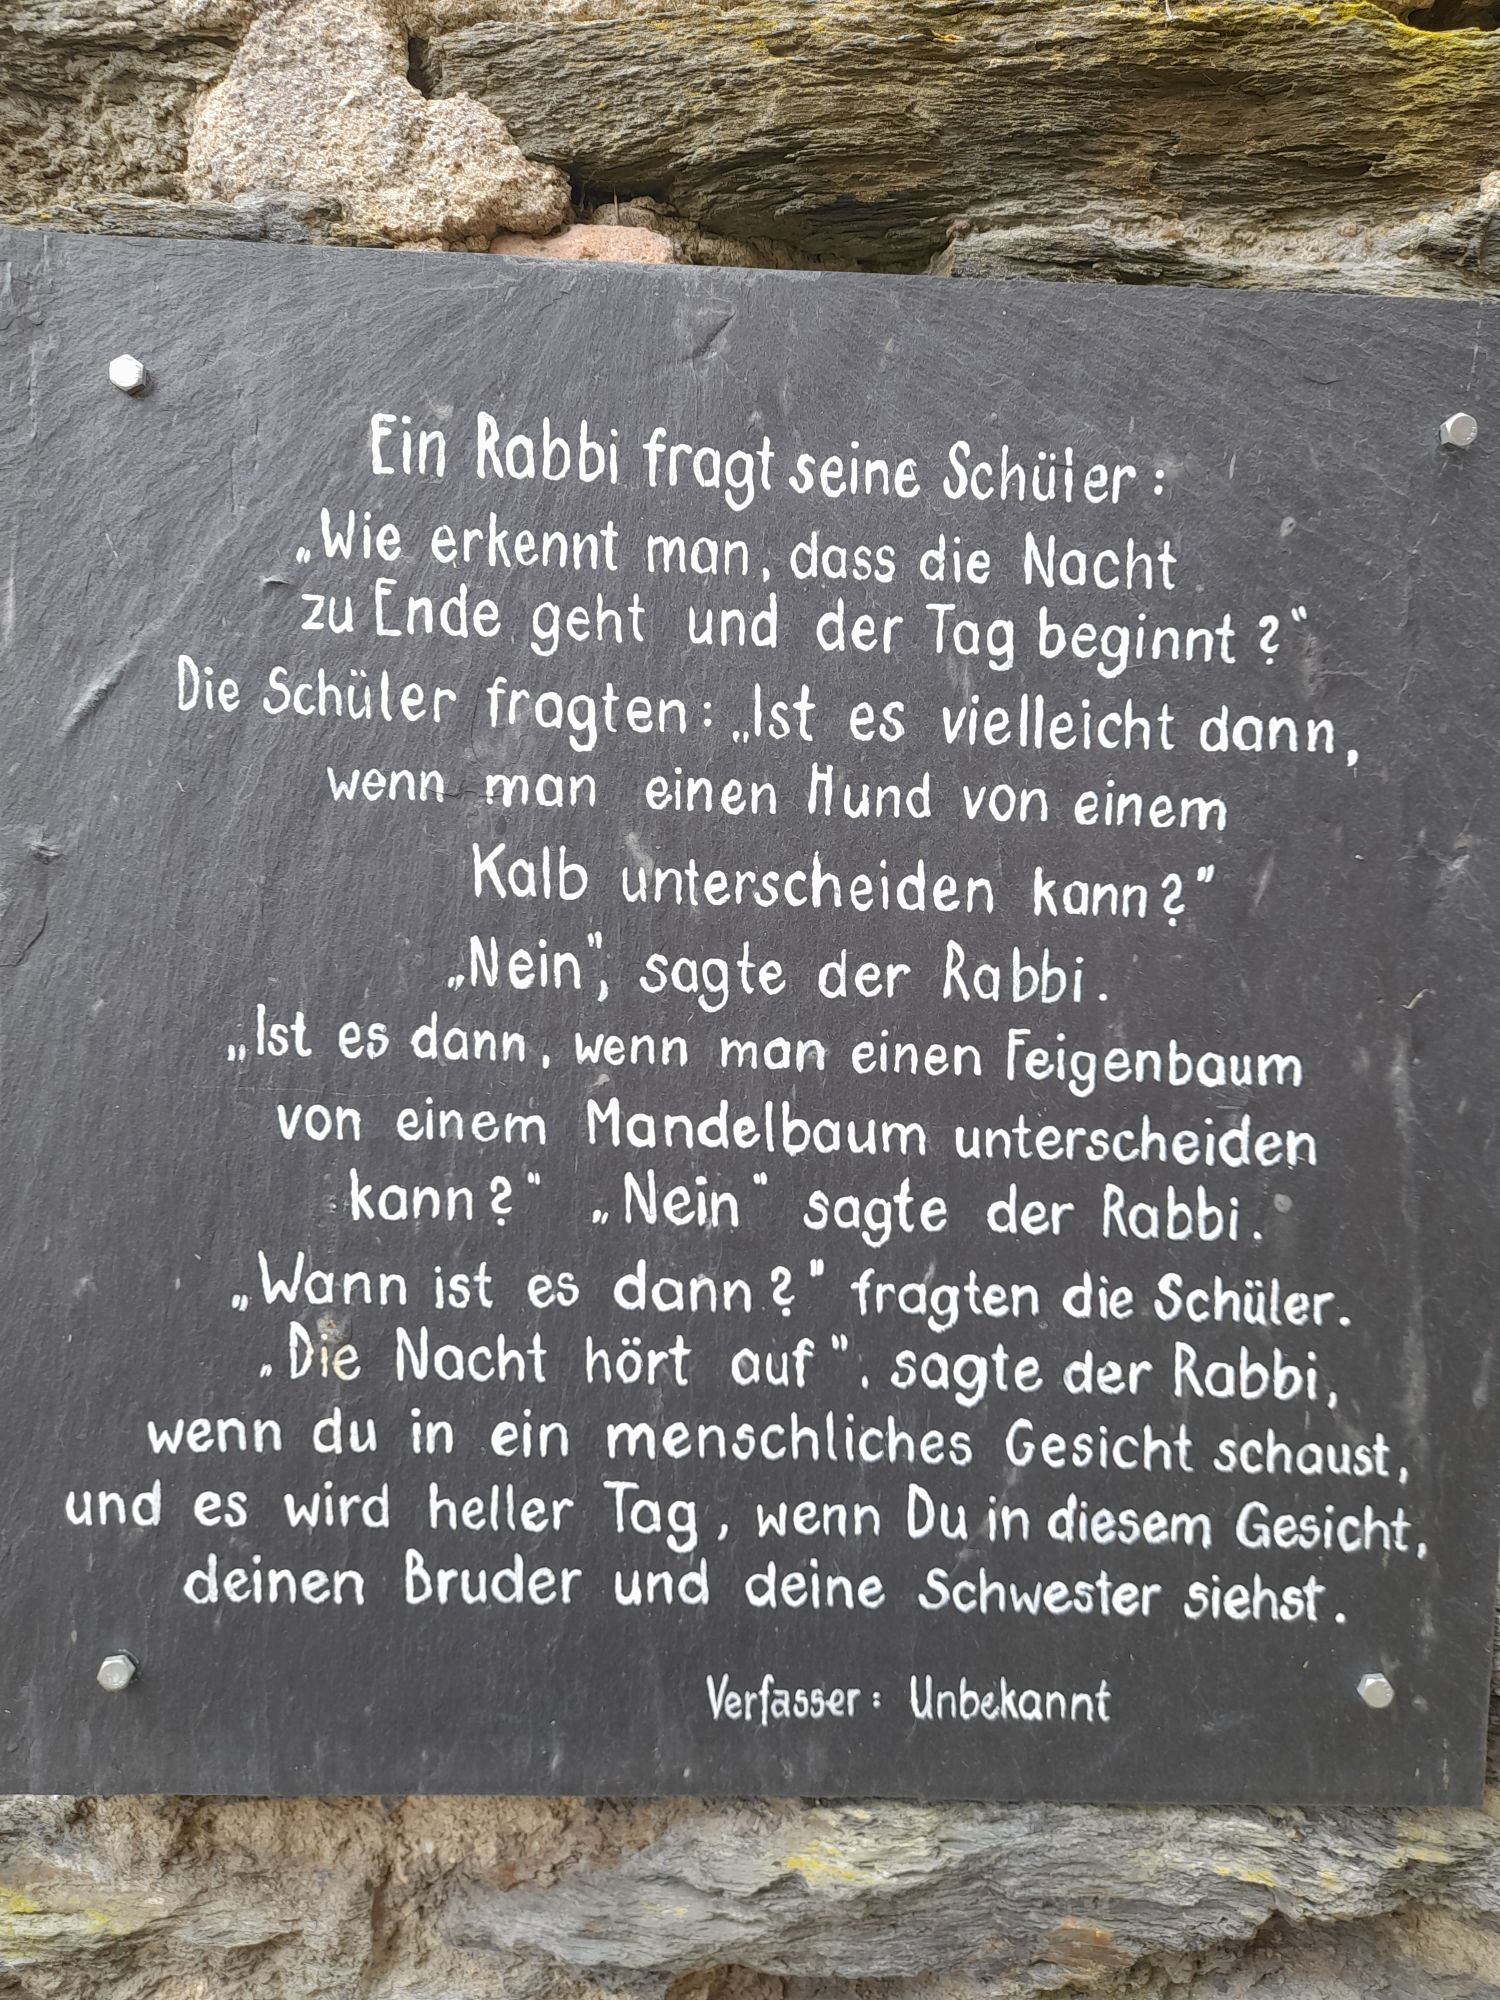 Ein Rabbi fragt seine Schüler:
„Wie erkennt man, dass die Nacht
zu Ende geht und der Tag beginnt?"
Die Schüler fragten: „Ist es vielleicht dann,
wenn man einen Hund von einem
Kalb unterscheiden kann?"
„Nein", sagte der Rabbi.
„Ist es dann, wenn man einen Feigenbaum
von einem Mandelbaum unterscheiden
kann?" „Nein" sagte der Rabbi.
„Wann ist es dann?" fragten die Schüler.
„Die Nacht hört auf". sagte der Rabbi,
wenn du in ein menschliches Gesicht schaust,
und es wird heller Tag, wenn Du in diesem Gesicht,
deinen Bruder und deine Schwester siehst.
Verfasser: Unbekannt